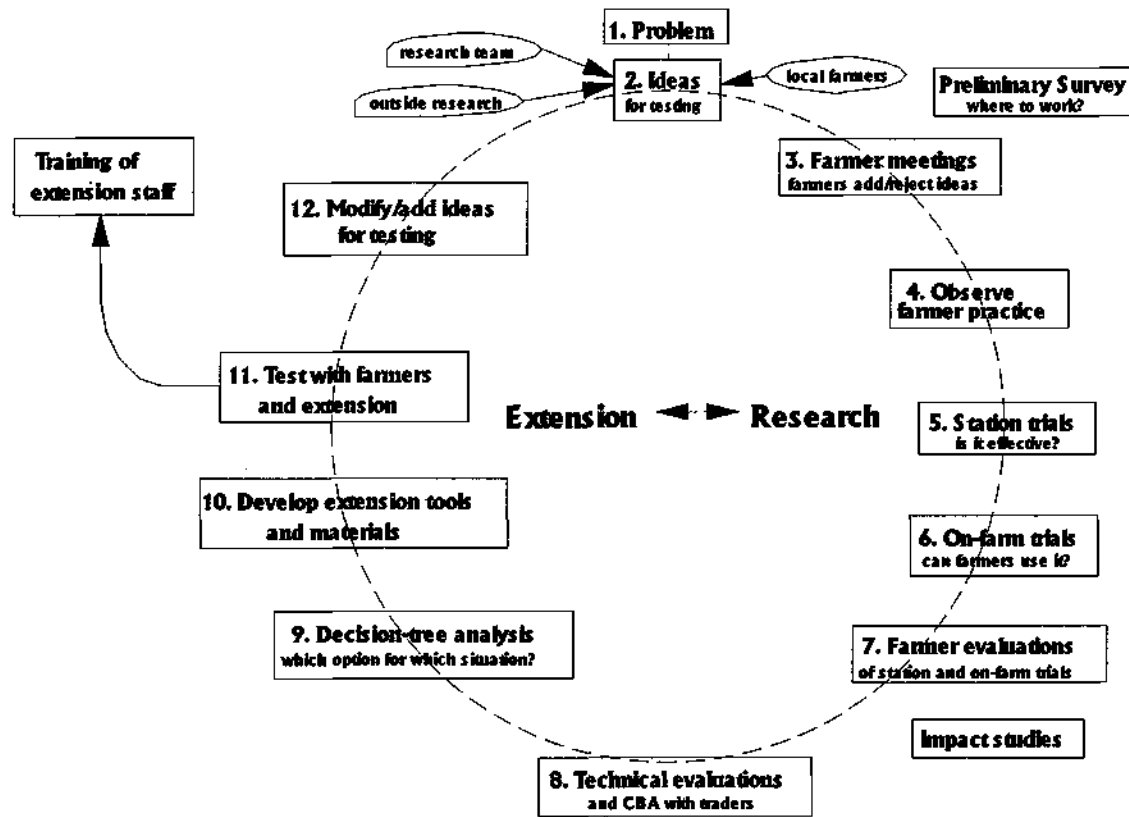 1. Problem
research team
2. Ideas
for testing
local farmers
outside research
Preliminary Survey
where to work?
Training of
extension staff
3. Farmer meetings
farmers add/reject ideas
12. Modify/add ideas
for testing
4. Observe
farmer practice
11. Test with farmers
and extension
Extension
Research
5. Station trials
is it effective?
10. Develop extension tools
and materials
6. On-farm trials
can farmers use it?
9. Decision-tree analysis
which option for which situation?
7. Farmer evaluations
of station and on-farm trials
Impact studies
8. Technical evaluations
and CBA with traders